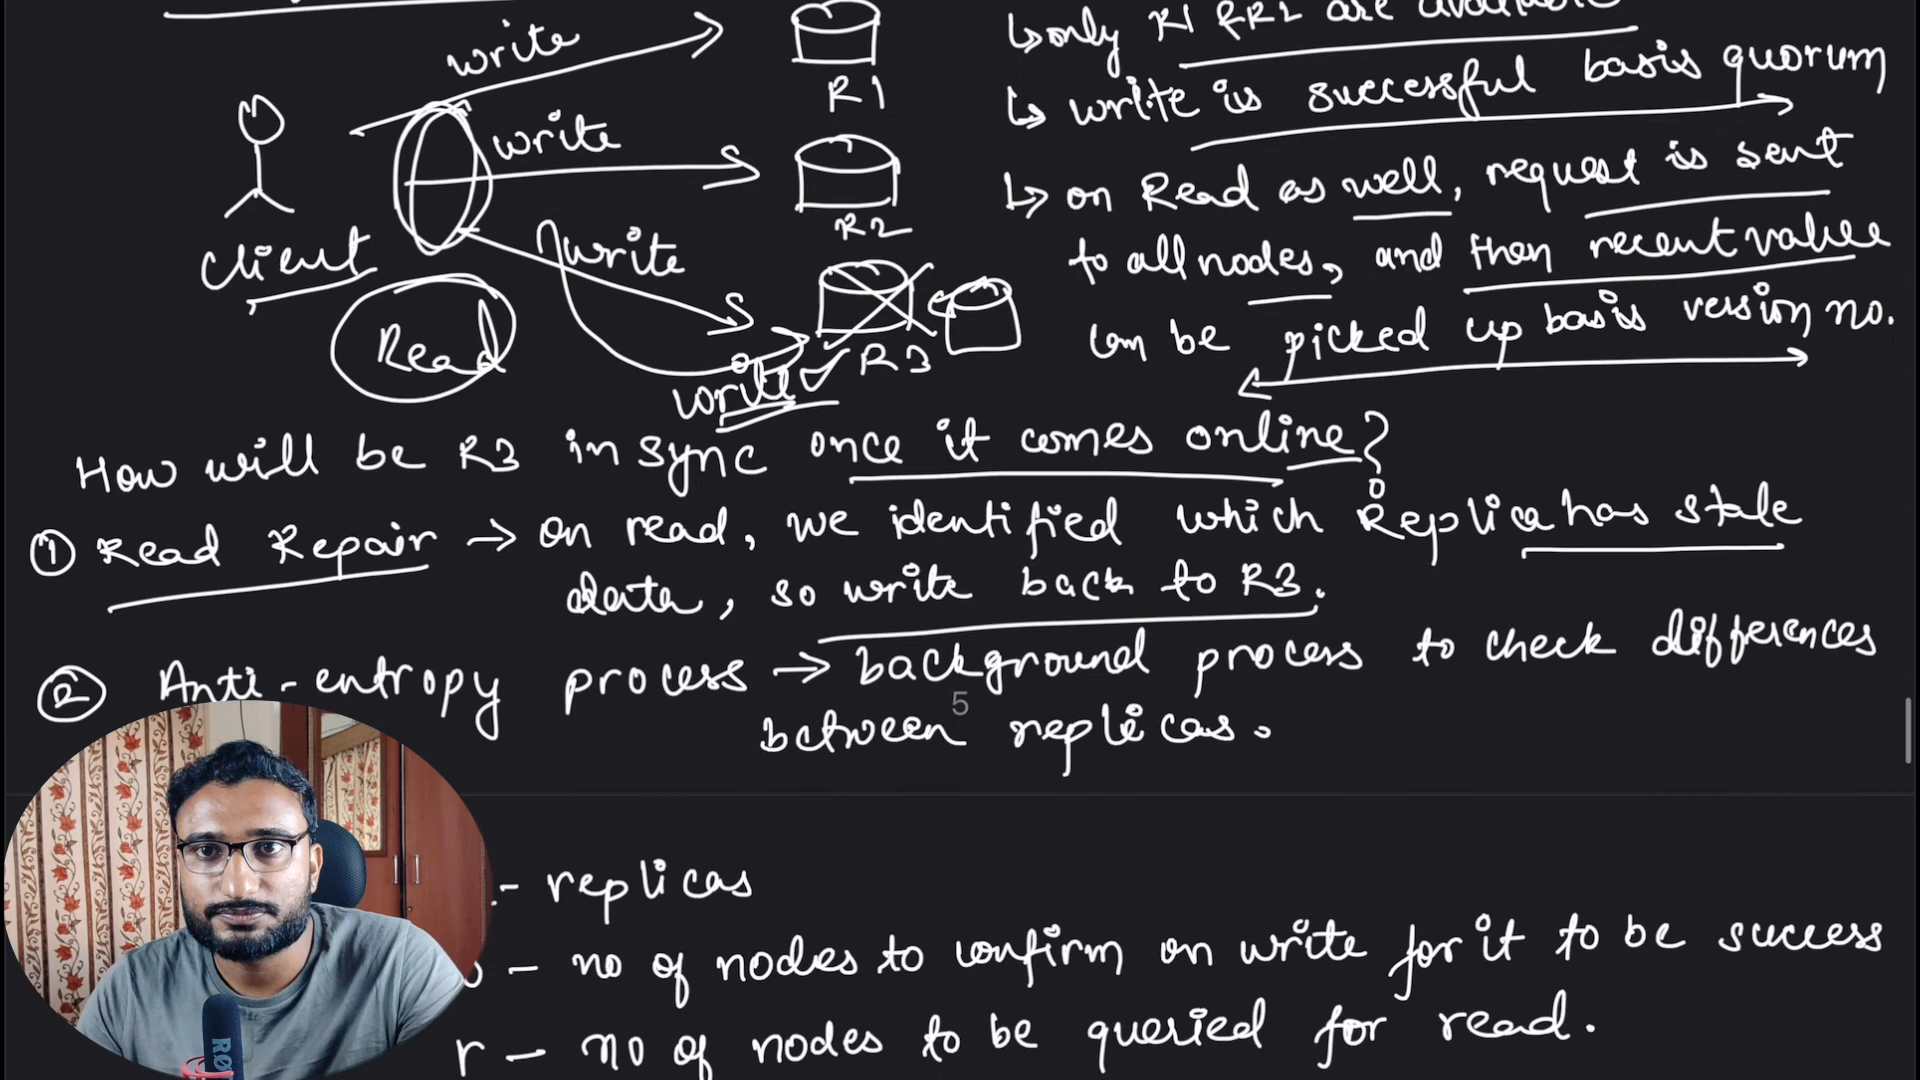 write
↳ only R1 & R2 are available
R1
↳ write is successful basis quorum
write
R2
↳ on Read as well, request is sent
client
write
to all nodes, and then recent value
Read
R3
can be picked up basis version no.
write
How will be R3 in sync once it comes online?
① Read Repair → on read, we identified which Replica has stale
data, so write back to R3.
② Anti-entropy process → background process to check differences
5
between replicas.
- replicas
- no of nodes to confirm on write for it to be success
r - no of nodes to be queried for read.